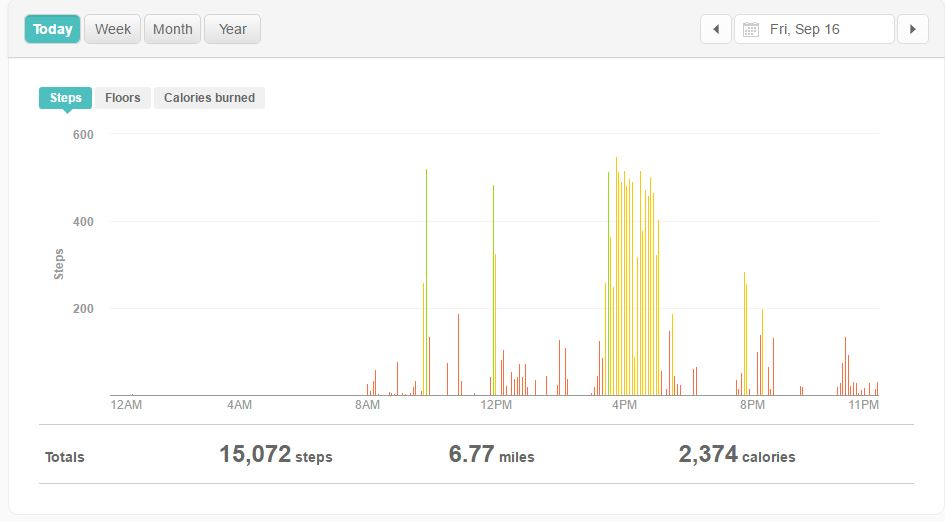 Today Week Month Year Fri, Sep 16
Steps Floors Calories burned
600
400
200
Steps
12AM 4AM 8AM 12PM 4PM 8PM 11PM
Totals 15,072 steps 6.77 miles 2,374 calories